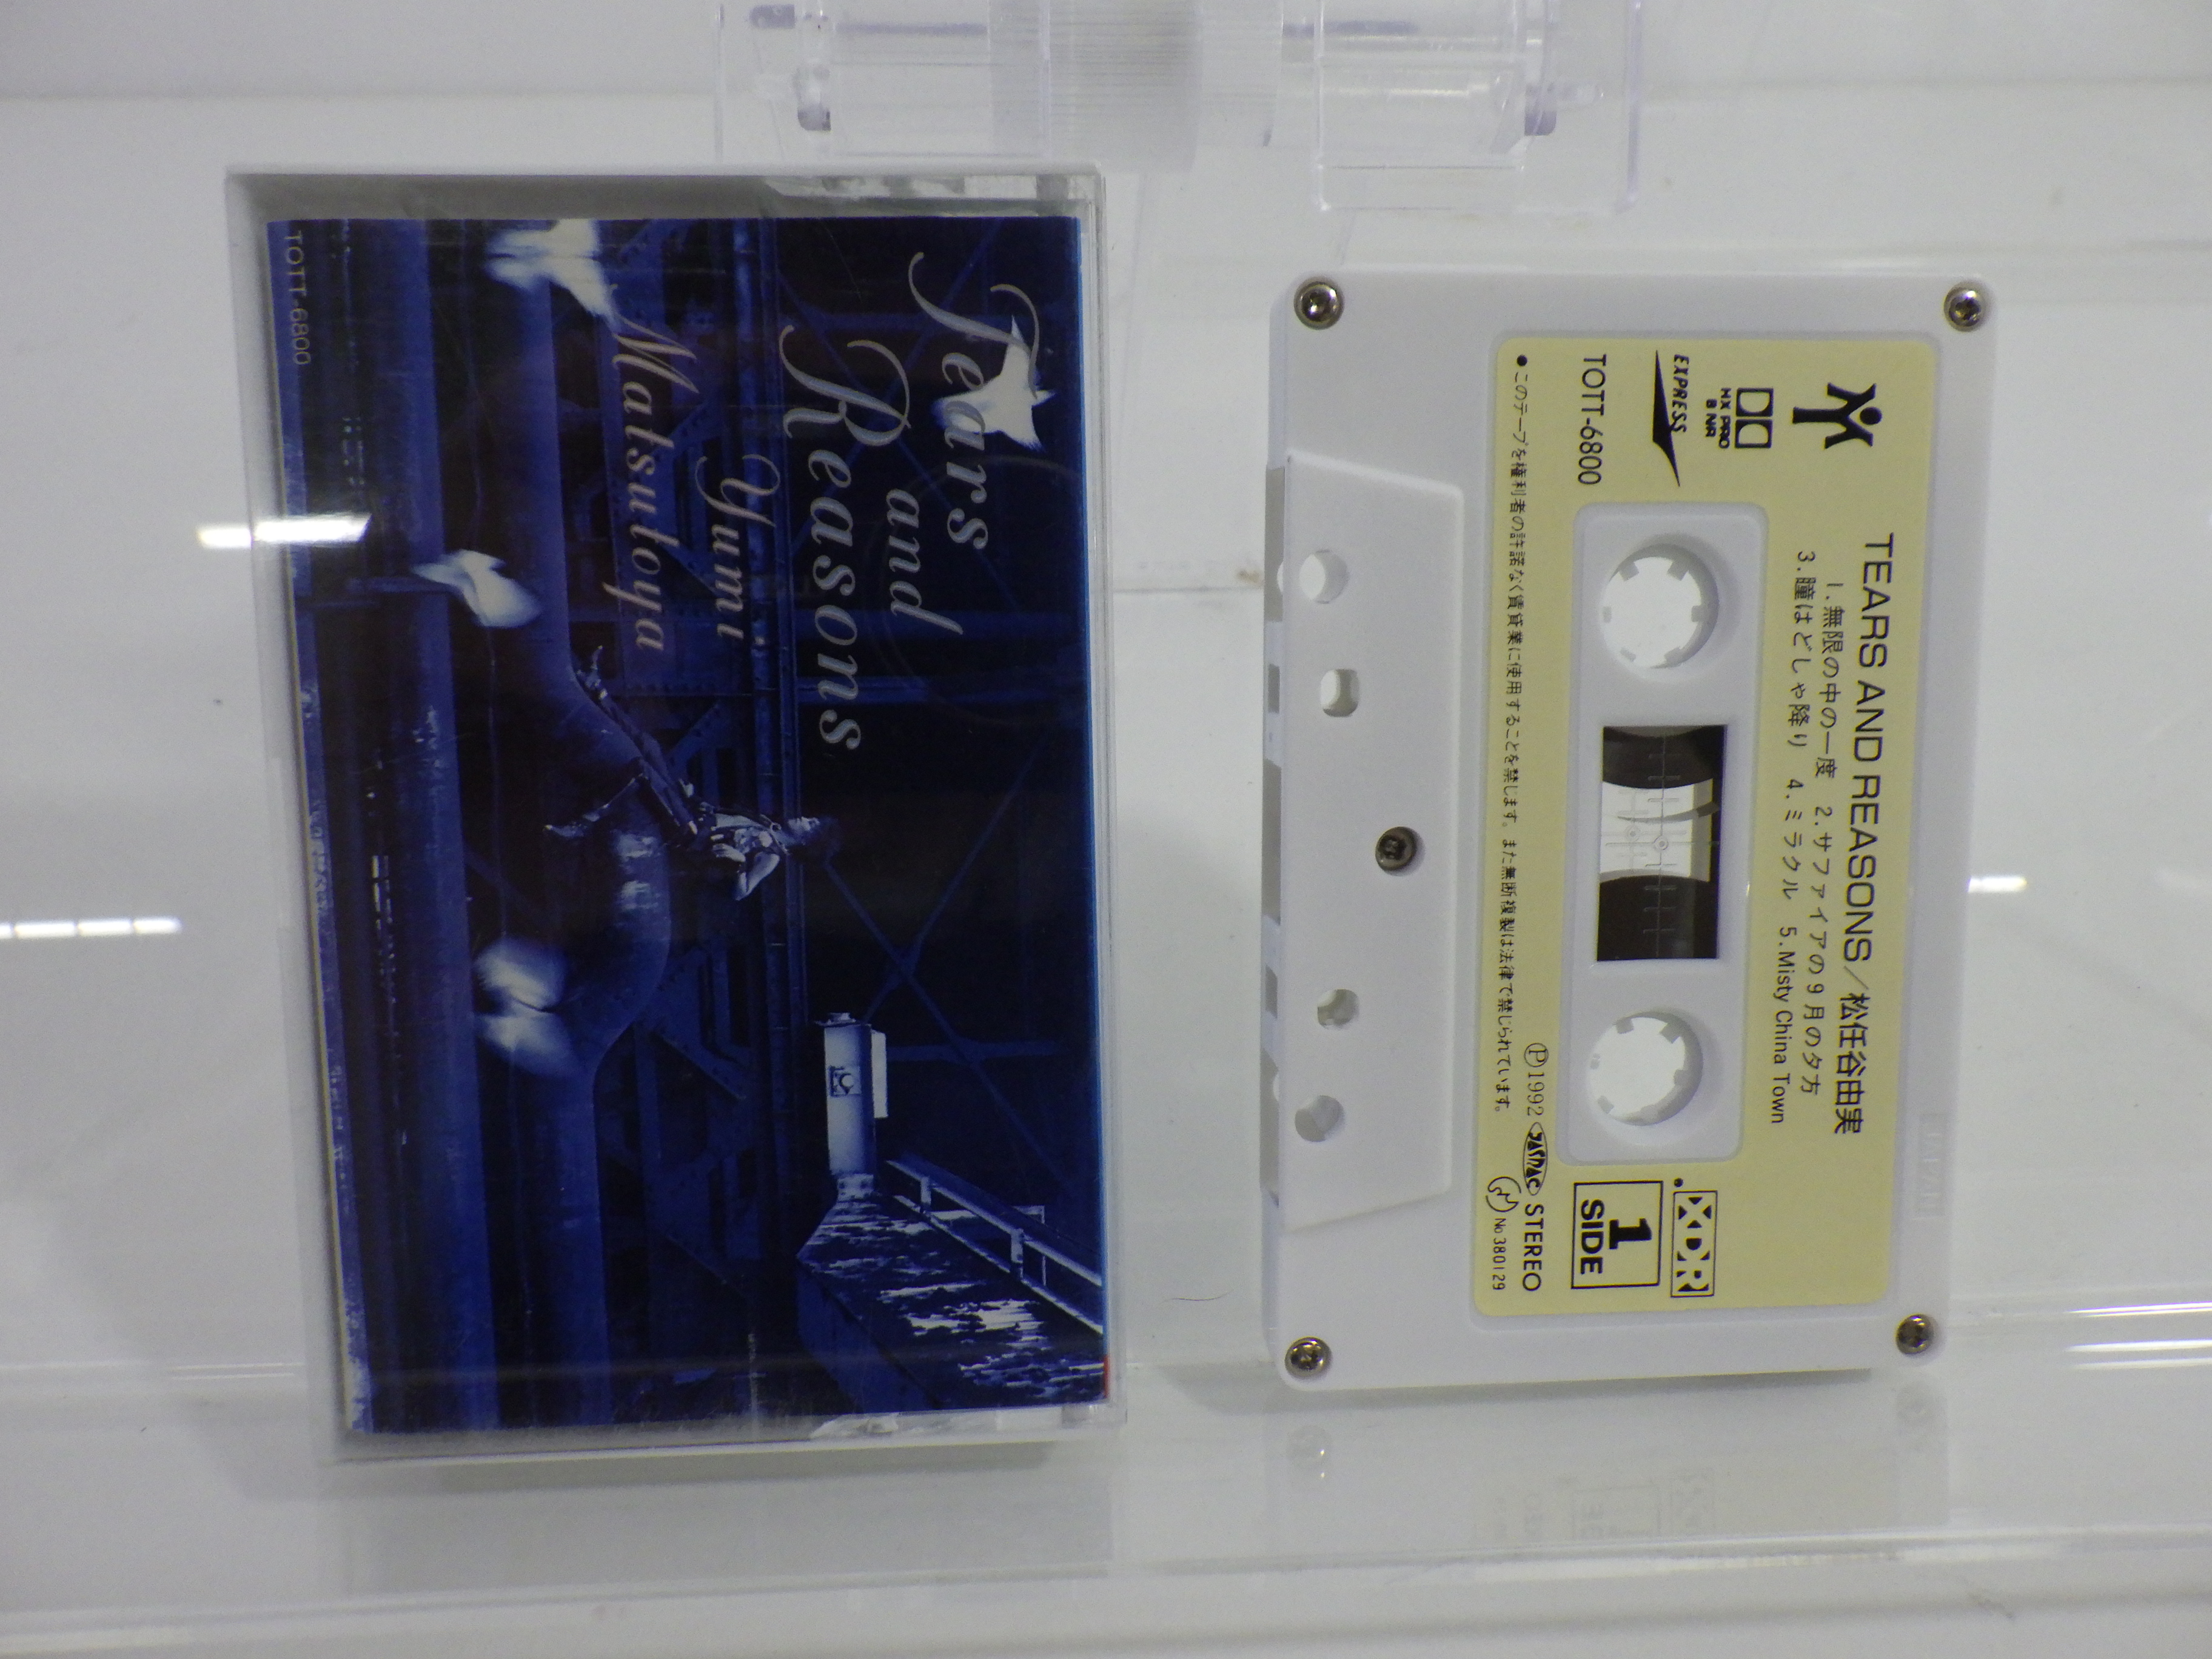 Tears
and
Reasons
Yumi
Matsutoya
TOTT-6800
TEARS AND REASONS/松任谷由実
1.無限の中の一度 2.サファイアの9月の夕方
3.瞳はどしゃ降り 4.ミラクル 5.Misty China Town
HX PRO
B NR
EXPRESS
TOTT-6800
XDR
1
SIDE
Ⓟ1992 JASRAC STEREO
No 380129
●このテープを権利者の許諾なく賃貸業に使用することを禁じます。また無断複製は法律で禁じられています。